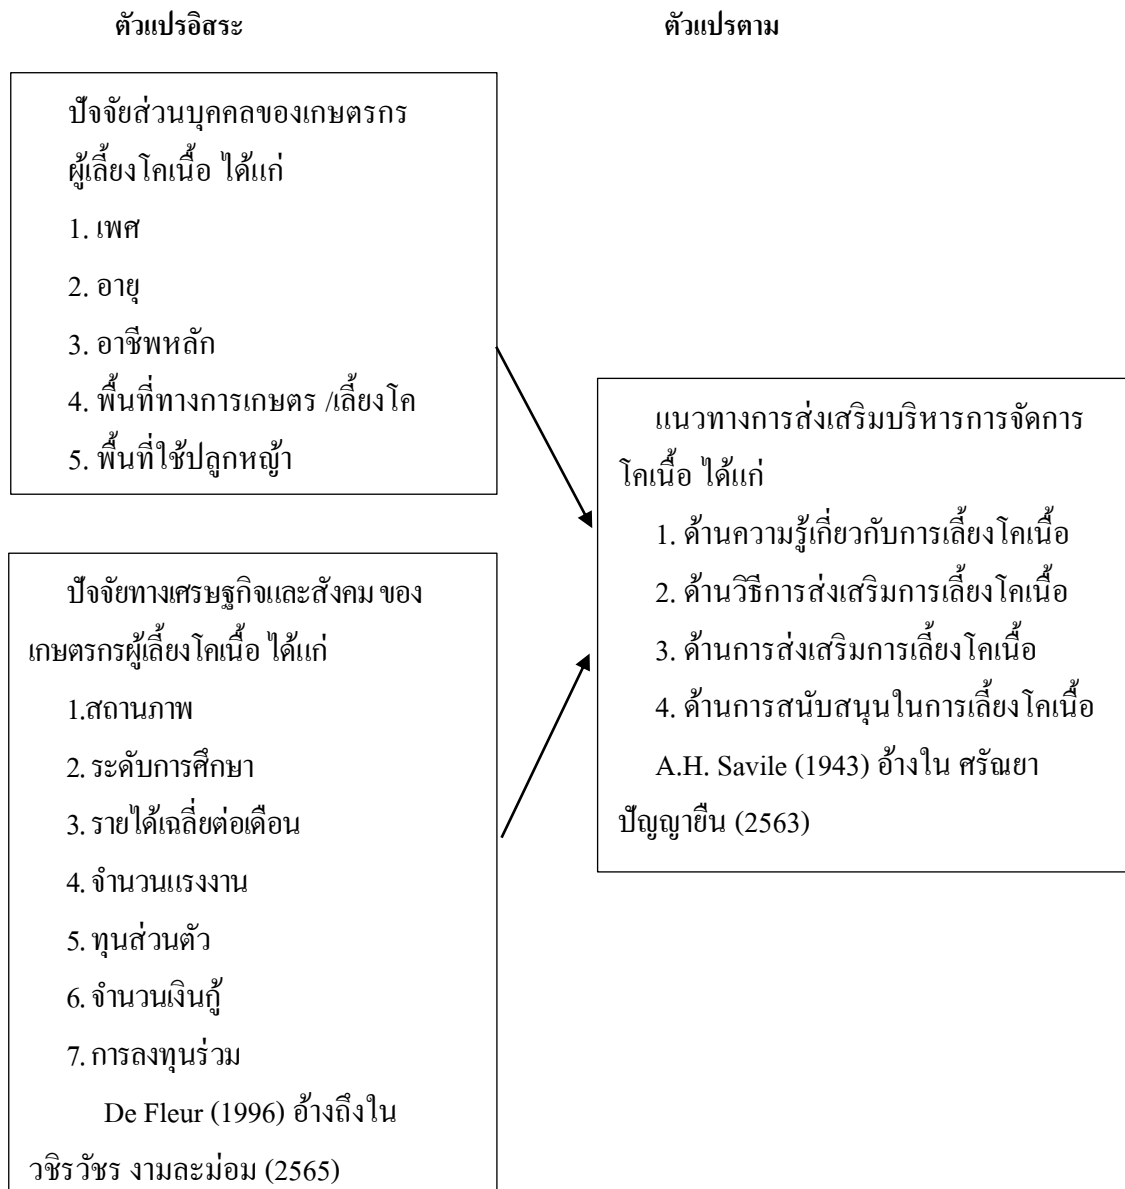 ตัวแปรอิสระ
ตัวแปรตาม
ปัจจัยส่วนบุคคลของเกษตรกร
ผู้เลี้ยงโคเนื้อ ได้แก่
1. เพศ
2. อายุ
3. อาชีพหลัก
4. พื้นที่ทางการเกษตร /เลี้ยงโค
5. พื้นที่ใช้ปลูกหญ้า
ปัจจัยทางเศรษฐกิจและสังคม ของ
เกษตรกรผู้เลี้ยงโคเนื้อ ได้แก่
1.สถานภาพ
2. ระดับการศึกษา
3. รายได้เฉลี่ยต่อเดือน
4. จำนวนแรงงาน
5. ทุนส่วนตัว
6. จำนวนเงินกู้
7. การลงทุนร่วม
De Fleur (1996) อ้างถึงใน
วชิรวัชร งามละม่อม (2565)
แนวทางการส่งเสริมบริหารการจัดการ
โคเนื้อ ได้แก่
1. ด้านความรู้เกี่ยวกับการเลี้ยงโคเนื้อ
2. ด้านวิธีการส่งเสริมการเลี้ยงโคเนื้อ
3. ด้านการส่งเสริมการเลี้ยงโคเนื้อ
4. ด้านการสนับสนุนในการเลี้ยงโคเนื้อ
A.H. Savile (1943) อ้างใน ศรัณยา
ปัญญายืน (2563)